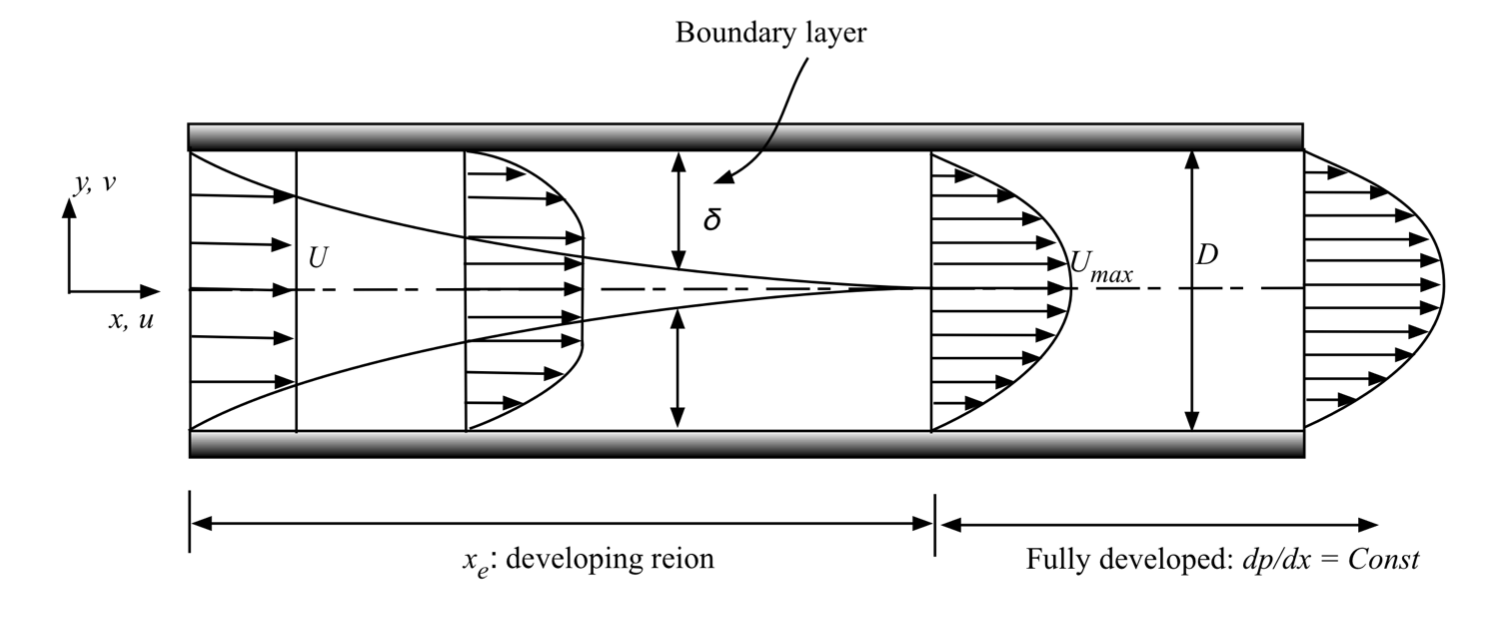 Boundary layer
y, v
δ
U
U_max
D
x, u
x_e: developing reion
Fully developed: dp/dx = Const